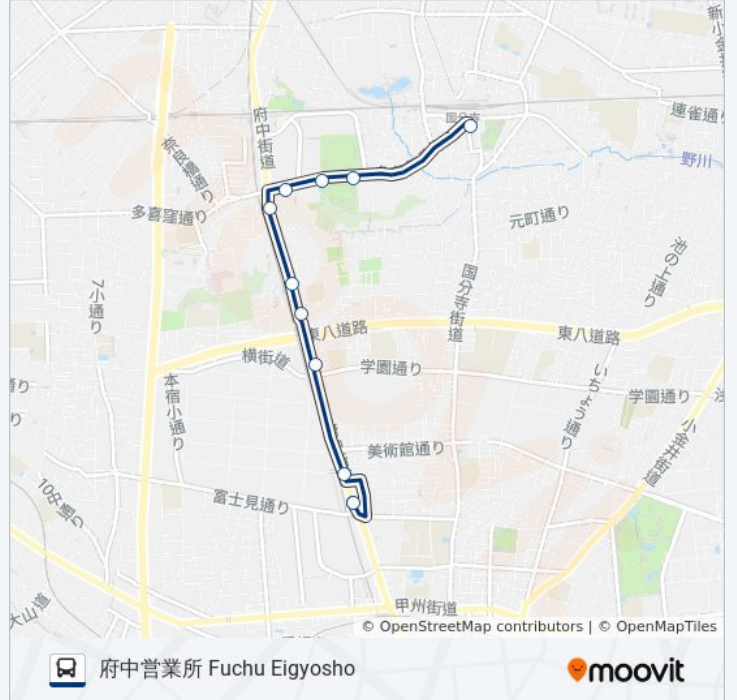 新小金井
府中街道
国分寺
連雀通り
奈良橋通り
野川
多喜窪通り
元町通り
池の上通り
7小通り
国分寺街道
東八道路
東八道路
横街道
学園通り
いちょう通り
本宿小通り
学園通り
小金井街道
美術館通り
10中通り
富士見通り
甲州街道
大山道
© OpenStreetMap contributors | © OpenMapTiles
府中営業所 Fuchu Eigyosho
moovit